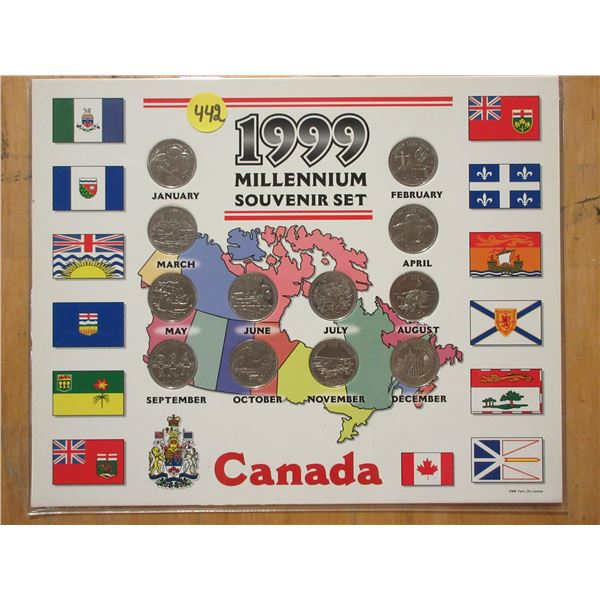 442
1999
MILLENNIUM
SOUVENIR SET
JANUARY
FEBRUARY
MARCH
APRIL
MAY
JUNE
JULY
AUGUST
SEPTEMBER
OCTOBER
NOVEMBER
DECEMBER
Canada